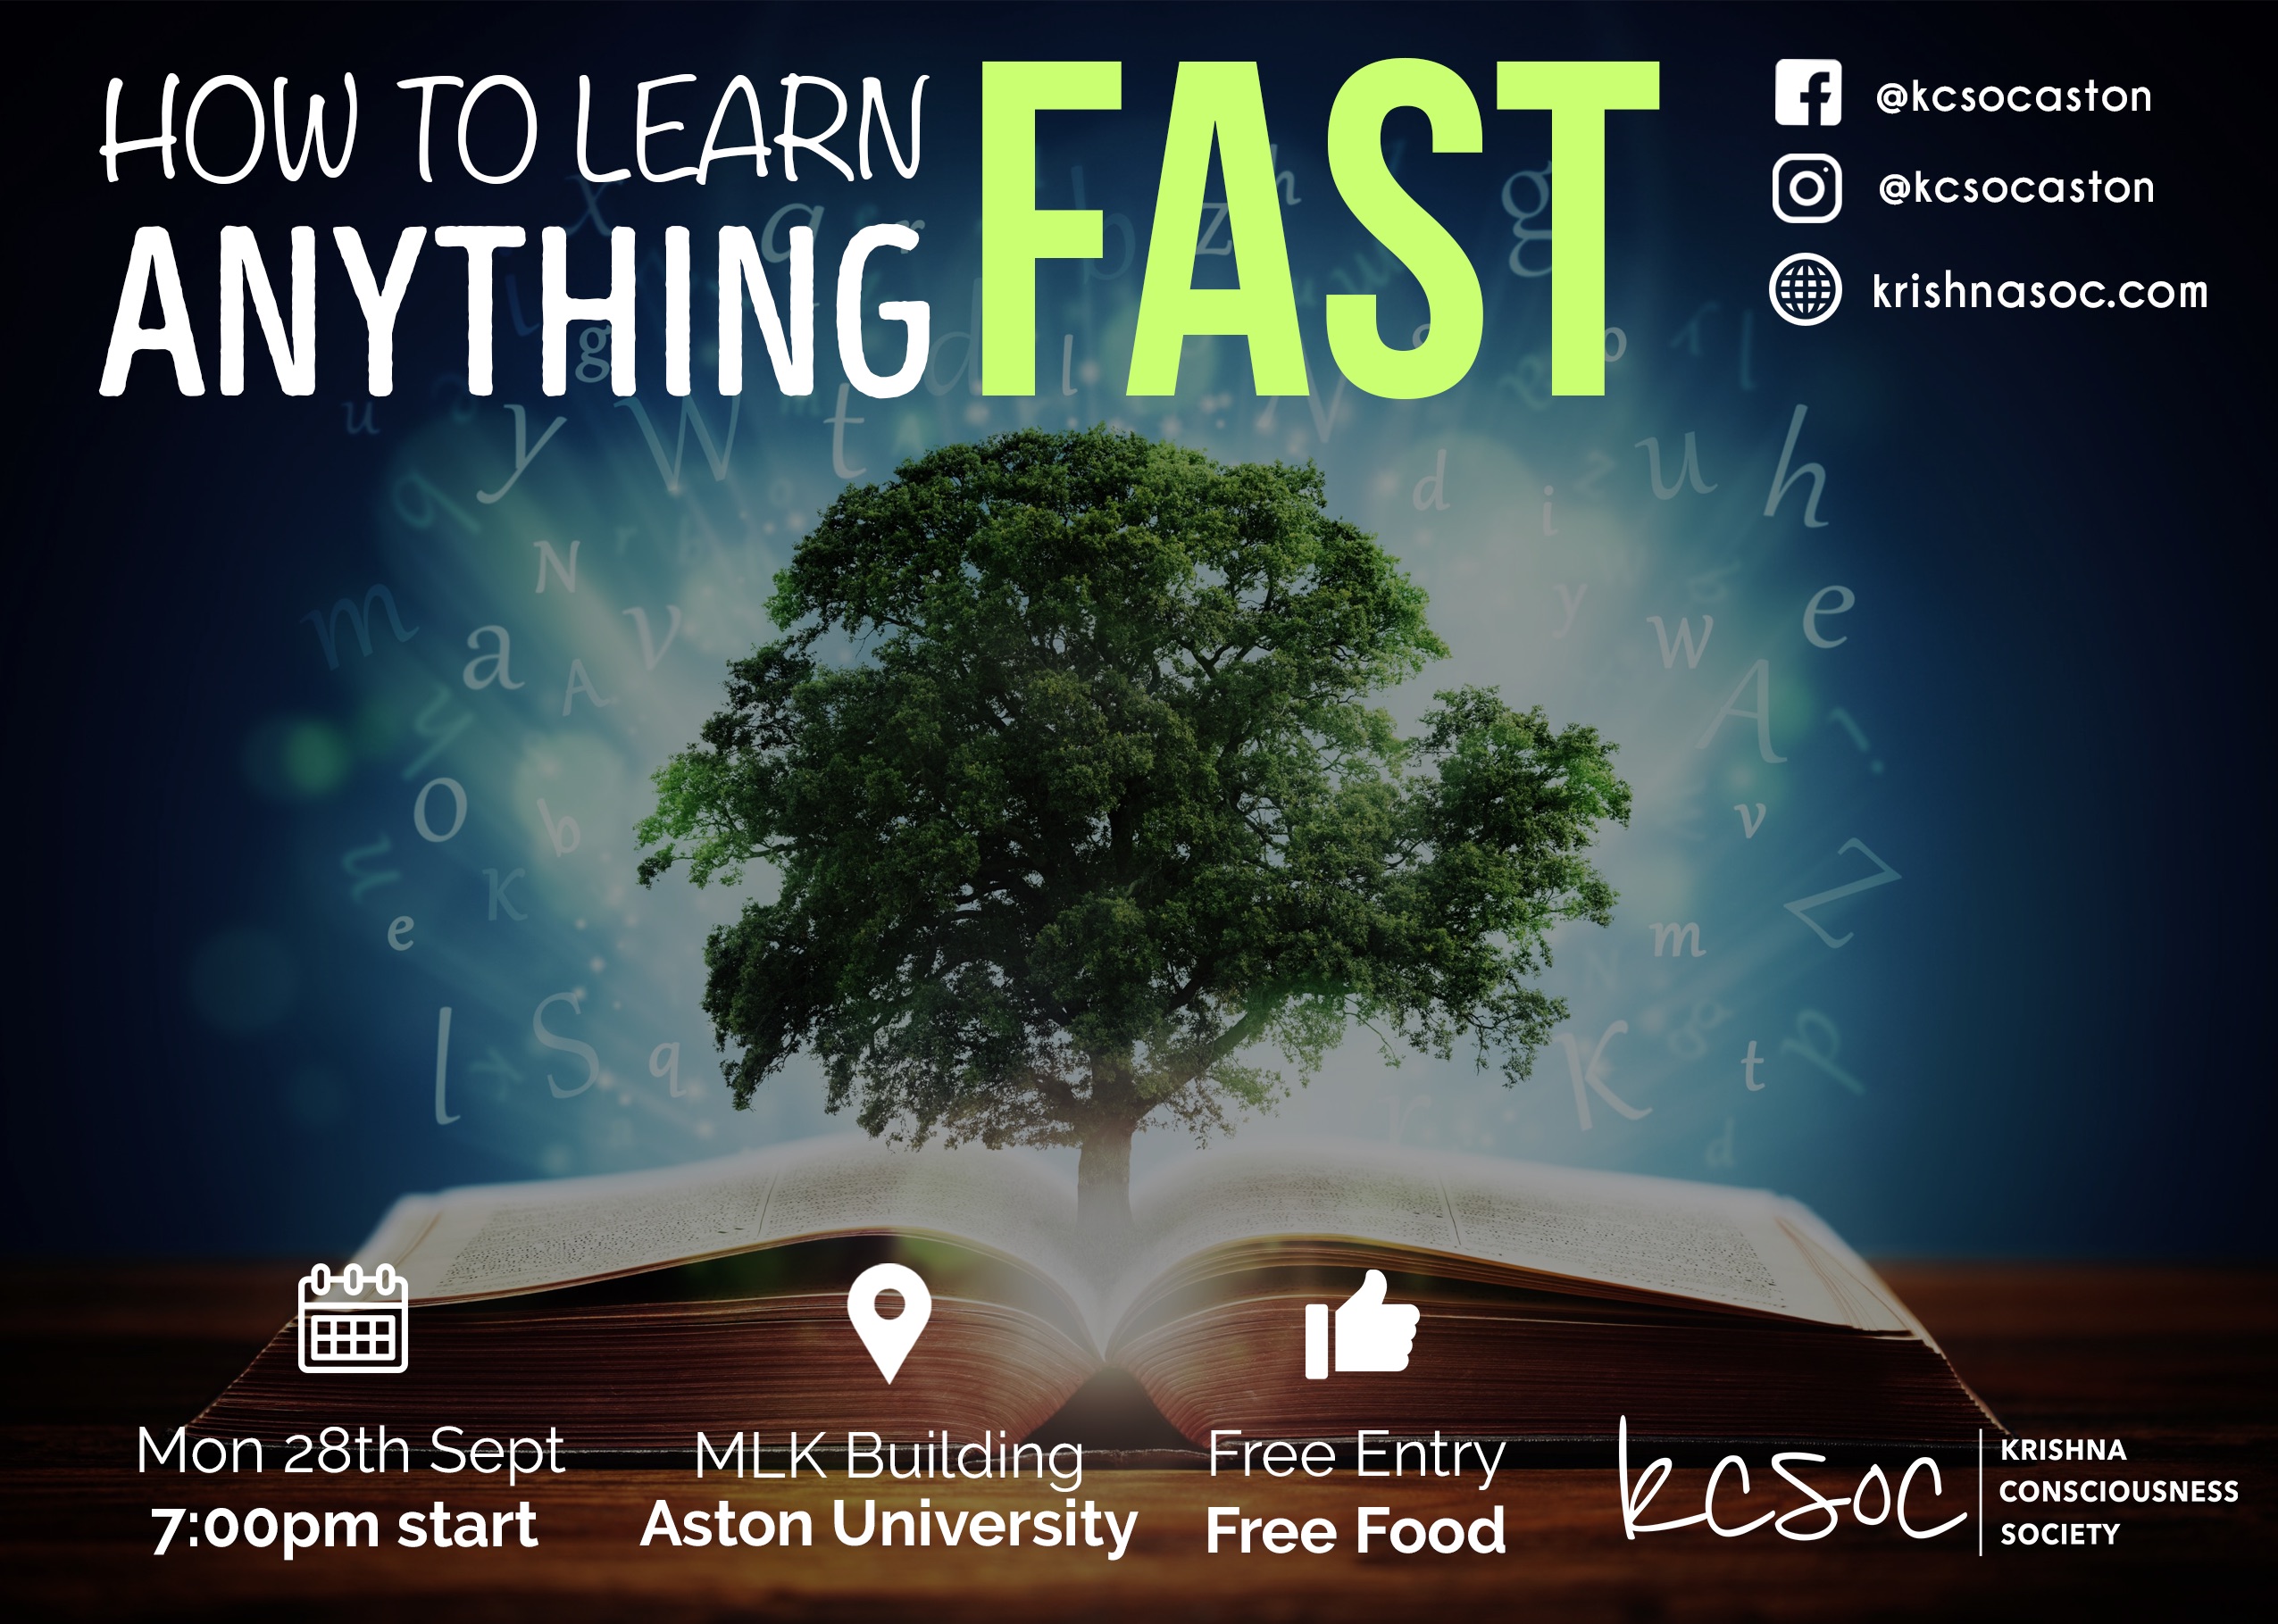 HOW TO LEARN
ANYTHING
FAST
@kcsocaston
@kcsocaston
krishnasoc.com
Mon 28th Sept
7:00pm start
MLK Building
Aston University
Free Entry
Free Food
kcsoc
KRISHNA
CONSCIOUSNESS
SOCIETY